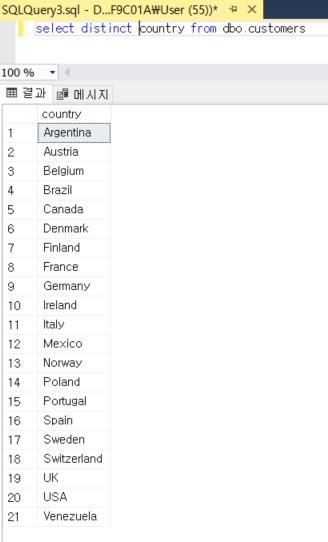 SQLQuery3.sql - D...F9C01A￦User (55))*
select distinct country from dbo.customers
100 %
결과 메시지
country
1 Argentina
2 Austria
3 Belgium
4 Brazil
5 Canada
6 Denmark
7 Finland
8 France
9 Germany
10 Ireland
11 Italy
12 Mexico
13 Norway
14 Poland
15 Portugal
16 Spain
17 Sweden
18 Switzerland
19 UK
20 USA
21 Venezuela